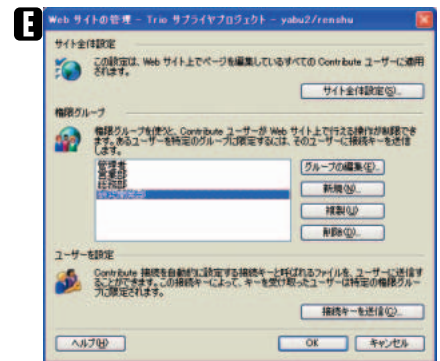 E
Web サイトの管理 - Trio サプライヤプロジェクト - yabu2/renshu
サイト全体設定
この設定は、Web サイト上でページを編集しているすべての Contribute ユーザーに適用
されます。
サイト全体設定(S)...
権限グループ
権限グループを使うと、Contribute ユーザーが Web サイト上で行える操作が制限でき
ます。あるユーザーを特定のグループに限定するには、そのユーザーに接続キーを送信
します。
管理者
営業部
総務部
グループの編集(E)...
新規(N)...
複製(U)
削除(D)...
ユーザーを設定
Contribute 接続を自動的に設定する接続キーと呼ばれるファイルを、ユーザーに送信す
ることができます。この接続キーによって、キーを受け取ったユーザーは特定の権限グルー
プに限定されます。
接続キーを送信(C)...
ヘルプ(H)
OK
キャンセル